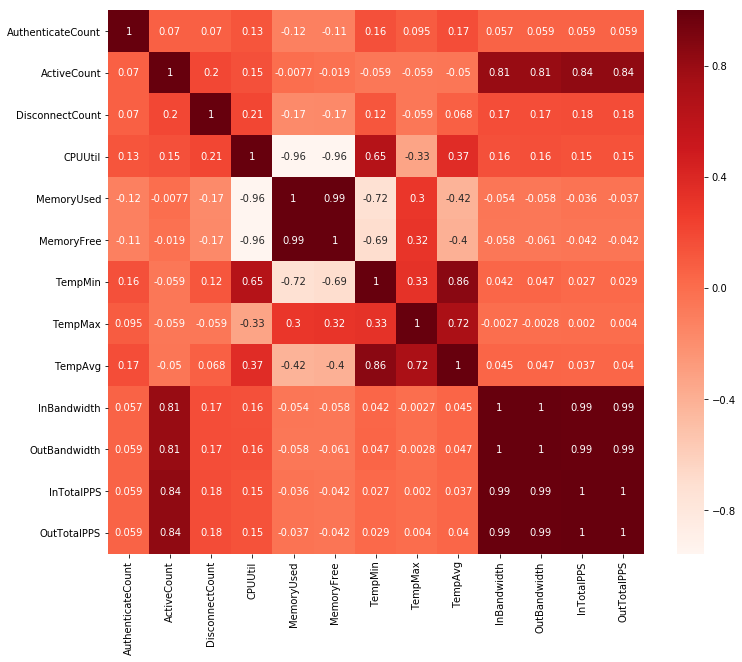 AuthenticateCount 1 0.07 0.07 0.13 -0.12 -0.11 0.16 0.095 0.17 0.057 0.059 0.059 0.059
ActiveCount 0.07 1 0.2 0.15 -0.0077 -0.019 -0.059 -0.059 -0.05 0.81 0.81 0.84 0.84
DisconnectCount 0.07 0.2 1 0.21 -0.17 -0.17 0.12 -0.059 0.068 0.17 0.17 0.18 0.18
CPUUtil 0.13 0.15 0.21 1 -0.96 -0.96 0.65 -0.33 0.37 0.16 0.16 0.15 0.15
MemoryUsed -0.12 -0.0077 -0.17 -0.96 1 0.99 -0.72 0.3 -0.42 -0.054 -0.058 -0.036 -0.037
MemoryFree -0.11 -0.019 -0.17 -0.96 0.99 1 -0.69 0.32 -0.4 -0.058 -0.061 -0.042 -0.042
TempMin 0.16 -0.059 0.12 0.65 -0.72 -0.69 1 0.33 0.86 0.042 0.047 0.027 0.029
TempMax 0.095 -0.059 -0.059 -0.33 0.3 0.32 0.33 1 0.72 -0.0027 -0.0028 0.002 0.004
TempAvg 0.17 -0.05 0.068 0.37 -0.42 -0.4 0.86 0.72 1 0.045 0.047 0.037 0.04
InBandwidth 0.057 0.81 0.17 0.16 -0.054 -0.058 0.042 -0.0027 0.045 1 1 0.99 0.99
OutBandwidth 0.059 0.81 0.17 0.16 -0.058 -0.061 0.047 -0.0028 0.047 1 1 0.99 0.99
InTotalPPS 0.059 0.84 0.18 0.15 -0.036 -0.042 0.027 0.002 0.037 0.99 0.99 1 1
OutTotalPPS 0.059 0.84 0.18 0.15 -0.037 -0.042 0.029 0.004 0.04 0.99 0.99 1 1
AuthenticateCount
ActiveCount
DisconnectCount
CPUUtil
MemoryUsed
MemoryFree
TempMin
TempMax
TempAvg
InBandwidth
OutBandwidth
InTotalPPS
OutTotalPPS
0.8
0.4
0.0
-0.4
-0.8